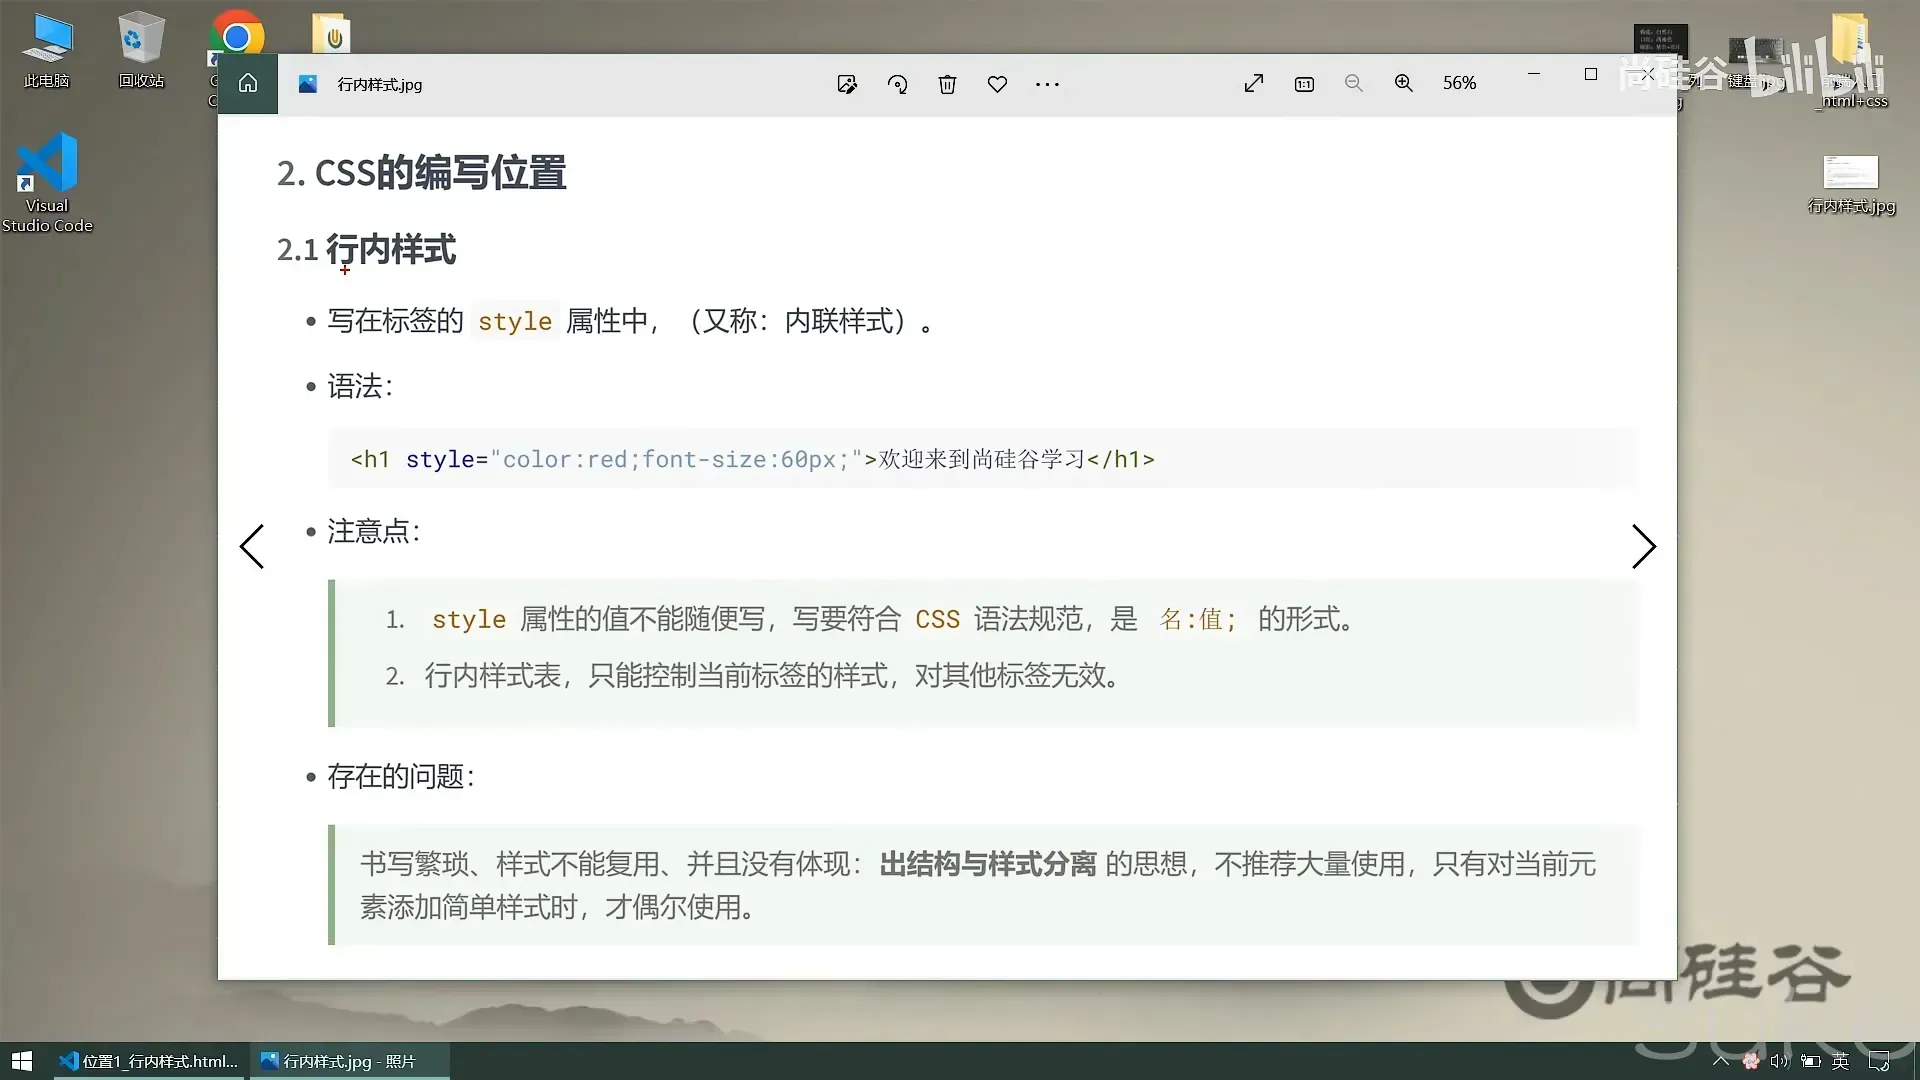 此电脑
回收站
Visual
Studio Code
行内样式.jpg
56%
尚硅谷
bilibili
键盘.jpg
_html+css
行内样式.jpg
2. CSS的编写位置
2.1 行内样式
• 写在标签的 style 属性中，（又称：内联样式）。
• 语法：
<h1 style="color:red;font-size:60px;">欢迎来到尚硅谷学习</h1>
• 注意点：
1. style 属性的值不能随便写，写要符合 CSS 语法规范，是 名:值; 的形式。
2. 行内样式表，只能控制当前标签的样式，对其他标签无效。
• 存在的问题：
书写繁琐、样式不能复用、并且没有体现：出结构与样式分离 的思想，不推荐大量使用，只有对当前元
素添加简单样式时，才偶尔使用。
尚硅谷
位置1_行内样式.html...
行内样式.jpg - 照片
英